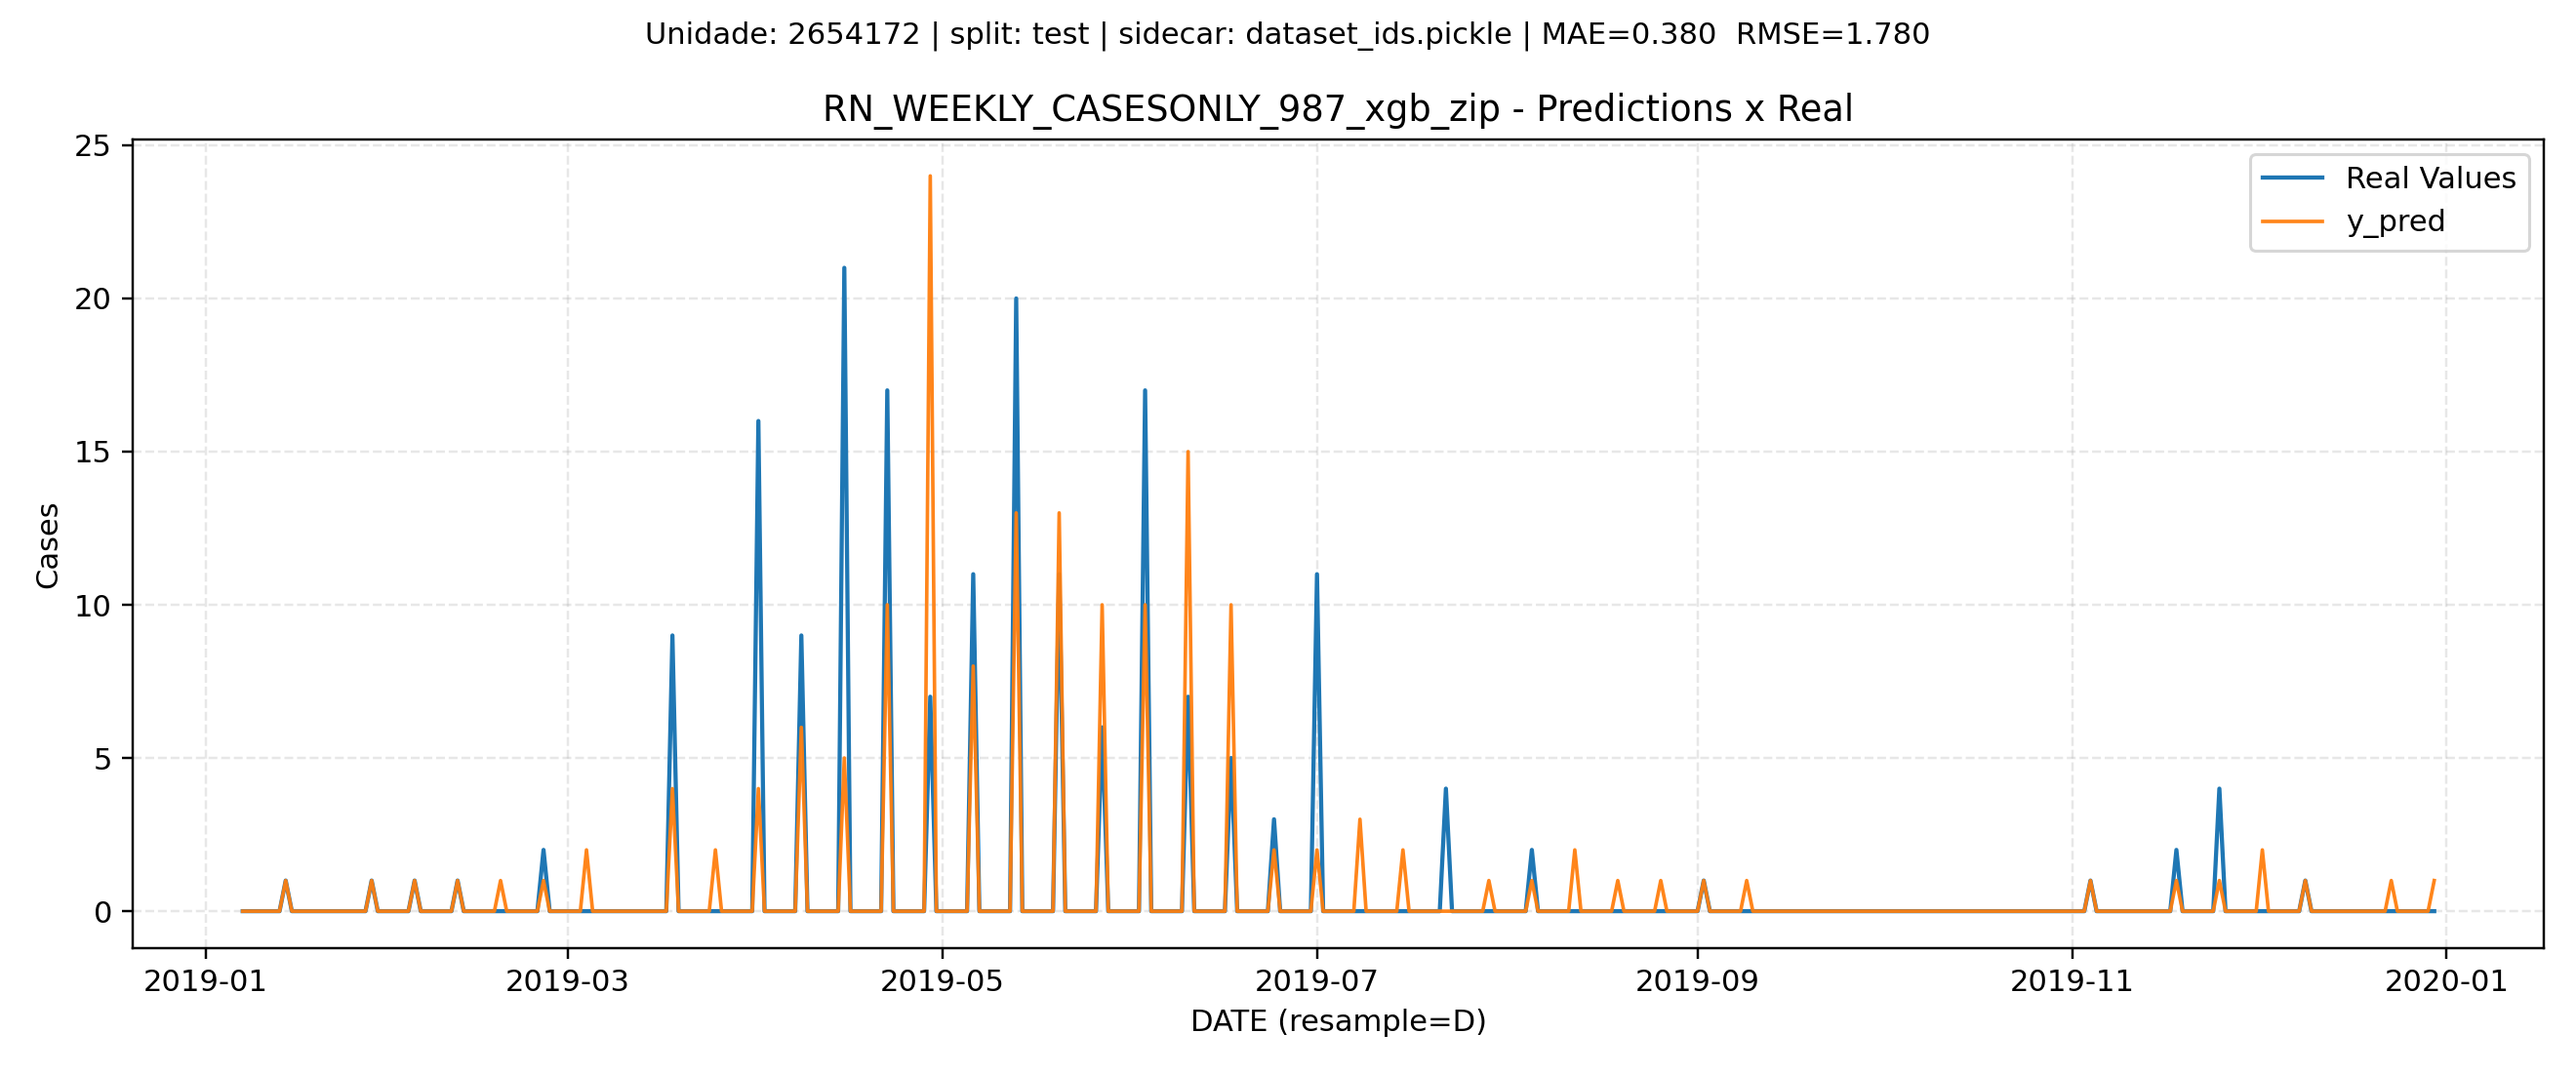 Unidade: 2654172 | split: test | sidecar: dataset_ids.pickle | MAE=0.380  RMSE=1.780
RN_WEEKLY_CASESONLY_987_xgb_zip - Predictions x Real
Real Values
y_pred
Cases
25
20
15
10
5
0
2019-01
2019-03
2019-05
2019-07
2019-09
2019-11
2020-01
DATE (resample=D)